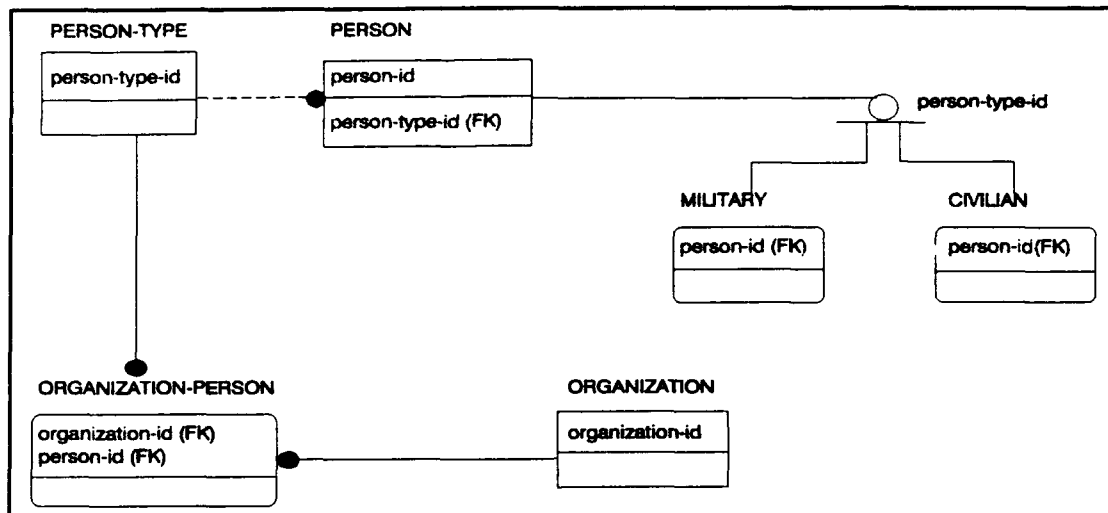 PERSON-TYPE
person-type-id
PERSON
person-id
person-type-id (FK)
person-type-id
MILITARY
person-id (FK)
CIVILIAN
person-id(FK)
ORGANIZATION-PERSON
organization-id (FK)
person-id (FK)
ORGANIZATION
organization-id